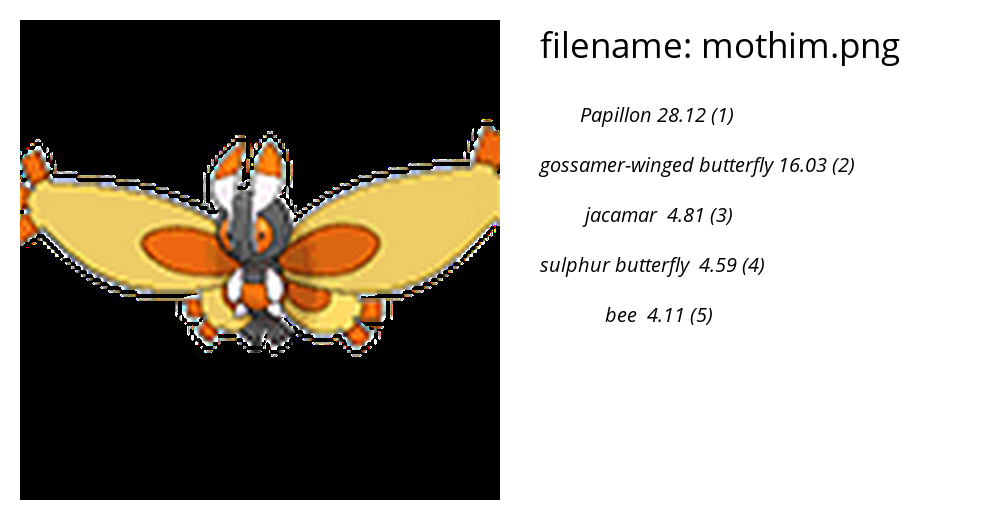 filename: mothim.png
Papillon 28.12 (1)
gossamer-winged butterfly 16.03 (2)
jacamar 4.81 (3)
sulphur butterfly 4.59 (4)
bee 4.11 (5)